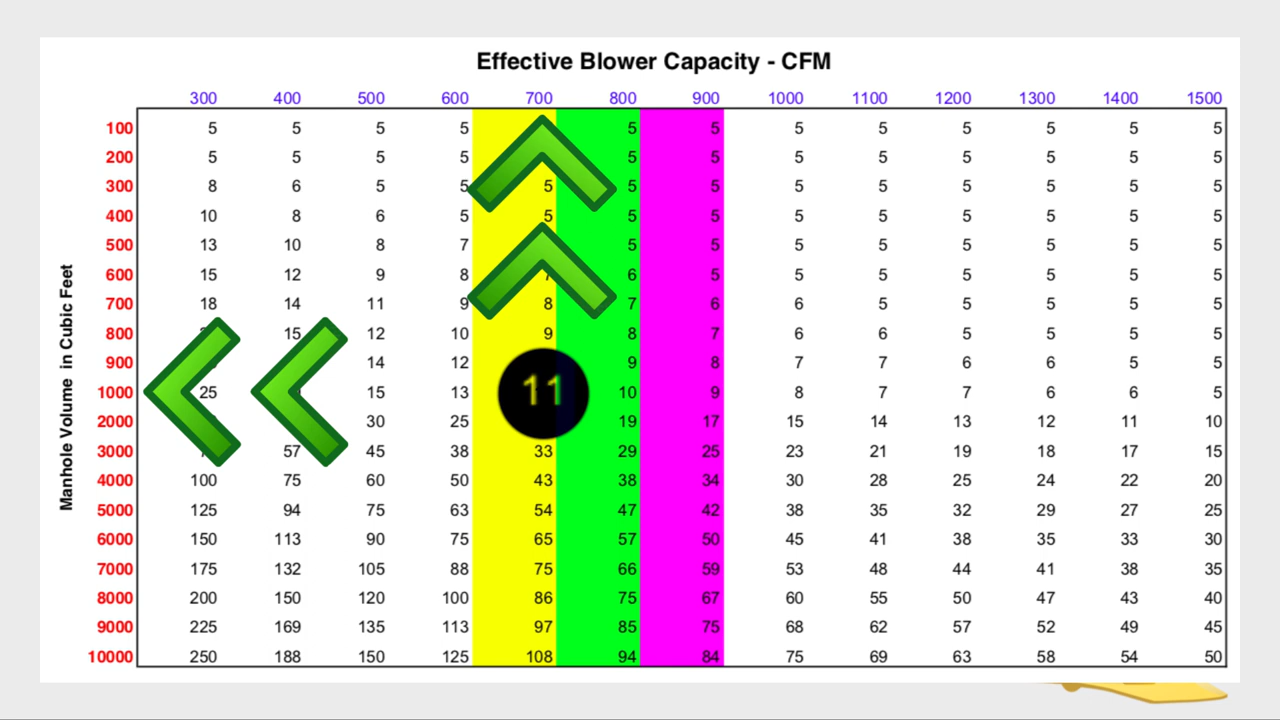 Effective Blower Capacity - CFM
300 400 500 600 700 800 900 1000 1100 1200 1300 1400 1500
Manhole Volume in Cubic Feet
100 5 5 5 5 5 5 5 5 5 5 5 5
200 5 5 5 5 5 5 5 5 5 5 5 5
300 8 6 5 5 5 5 5 5 5 5 5 5 5
400 10 8 6 5 5 5 5 5 5 5 5 5 5
500 13 10 8 7 5 5 5 5 5 5 5 5
600 15 12 9 8 6 5 5 5 5 5 5 5
700 18 14 11 9 8 7 6 6 5 5 5 5 5
800 15 12 10 9 8 7 6 6 5 5 5 5
900 14 12 9 8 7 7 6 6 5 5
1000 25 15 13 11 10 9 8 7 7 6 6 5
2000 30 25 19 17 15 14 13 12 11 10
3000 57 45 38 33 29 25 23 21 19 18 17 15
4000 100 75 60 50 43 38 34 30 28 25 24 22 20
5000 125 94 75 63 54 47 42 38 35 32 29 27 25
6000 150 113 90 75 65 57 50 45 41 38 35 33 30
7000 175 132 105 88 75 66 59 53 48 44 41 38 35
8000 200 150 120 100 86 75 67 60 55 50 47 43 40
9000 225 169 135 113 97 85 75 68 62 57 52 49 45
10000 250 188 150 125 108 94 84 75 69 63 58 54 50